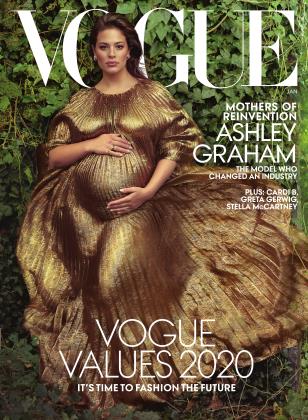 VOGUE
JAN
MOTHERS OF
REINVENTION
ASHLEY
GRAHAM
THE MODEL WHO
CHANGED AN INDUSTRY
PLUS: CARDI B,
GRETA GERWIG,
STELLA McCARTNEY
VOGUE
VALUES 2020
IT'S TIME TO FASHION THE FUTURE